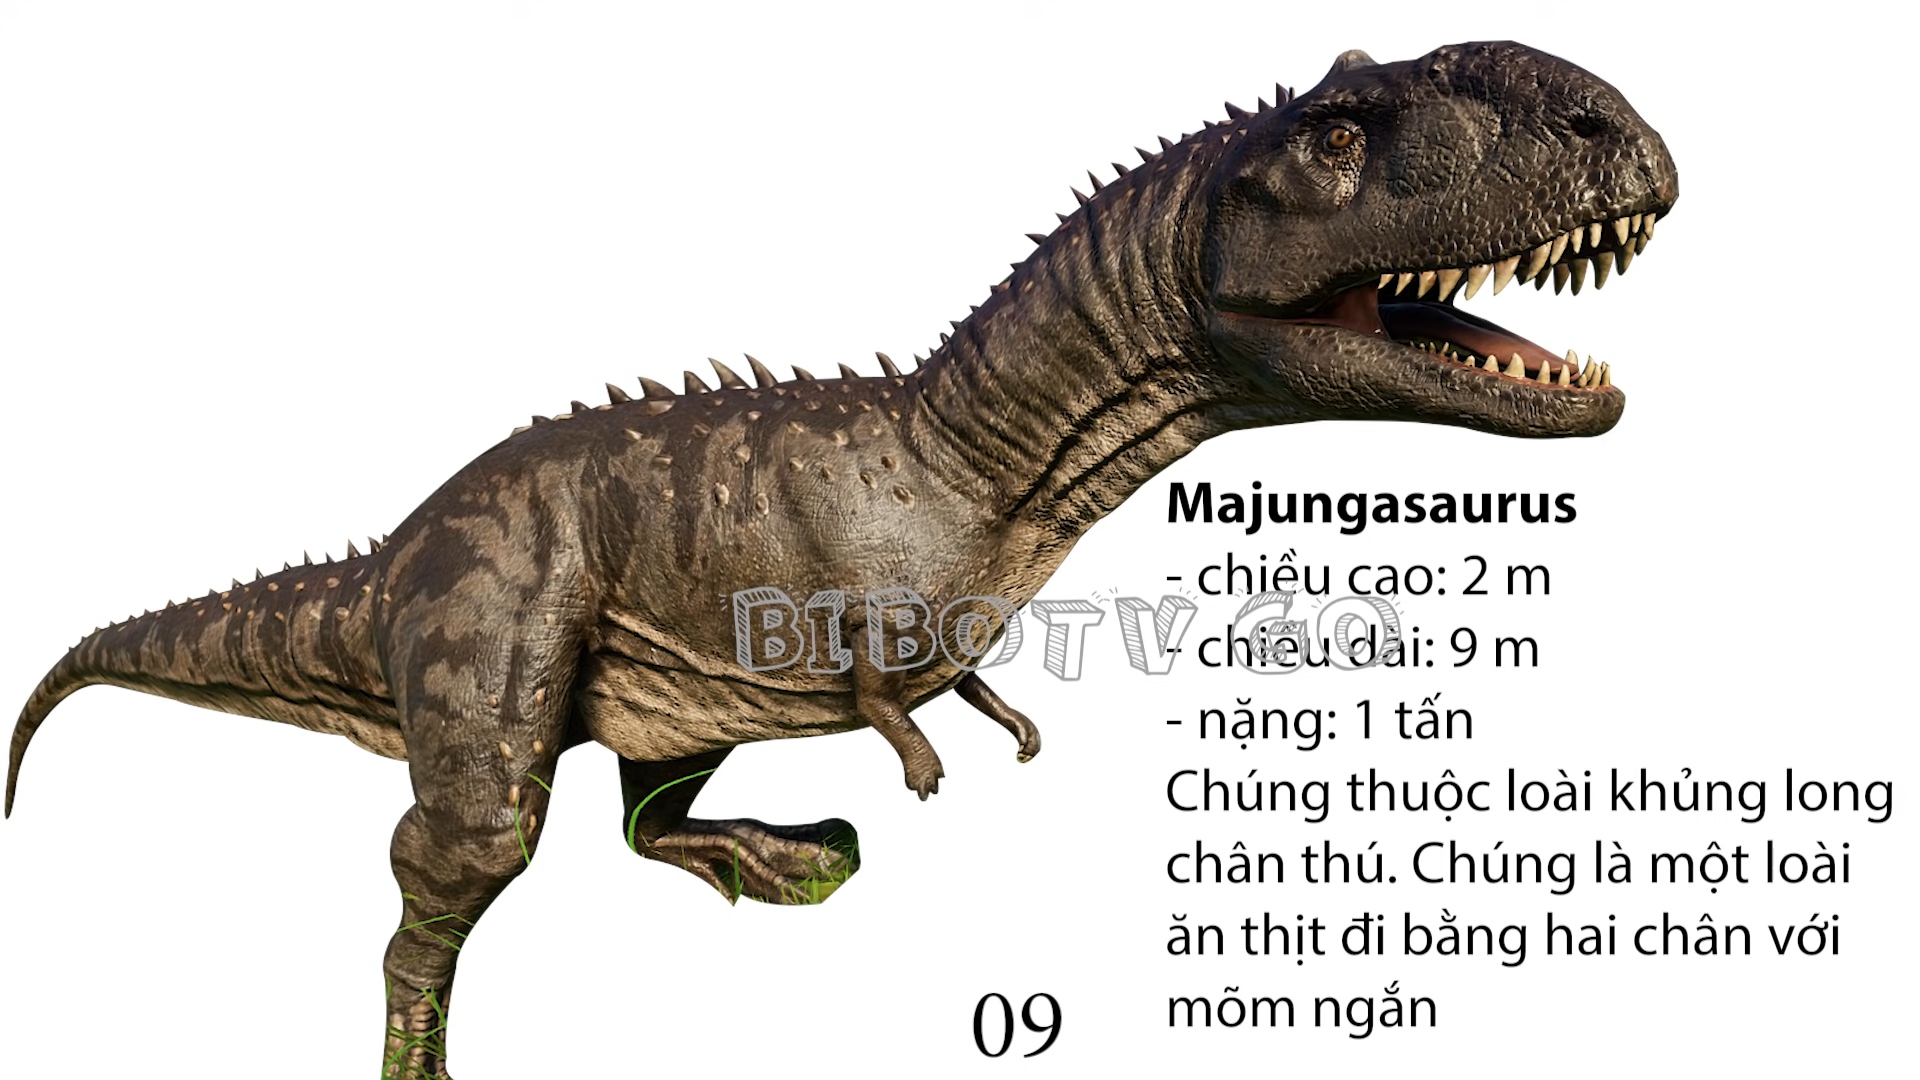 Majungasaurus
- chiều cao: 2 m
BIBOTV GO
- chiều dài: 9 m
- nặng: 1 tấn
Chúng thuộc loài khủng long
chân thú. Chúng là một loài
ăn thịt đi bằng hai chân với
mõm ngắn
09